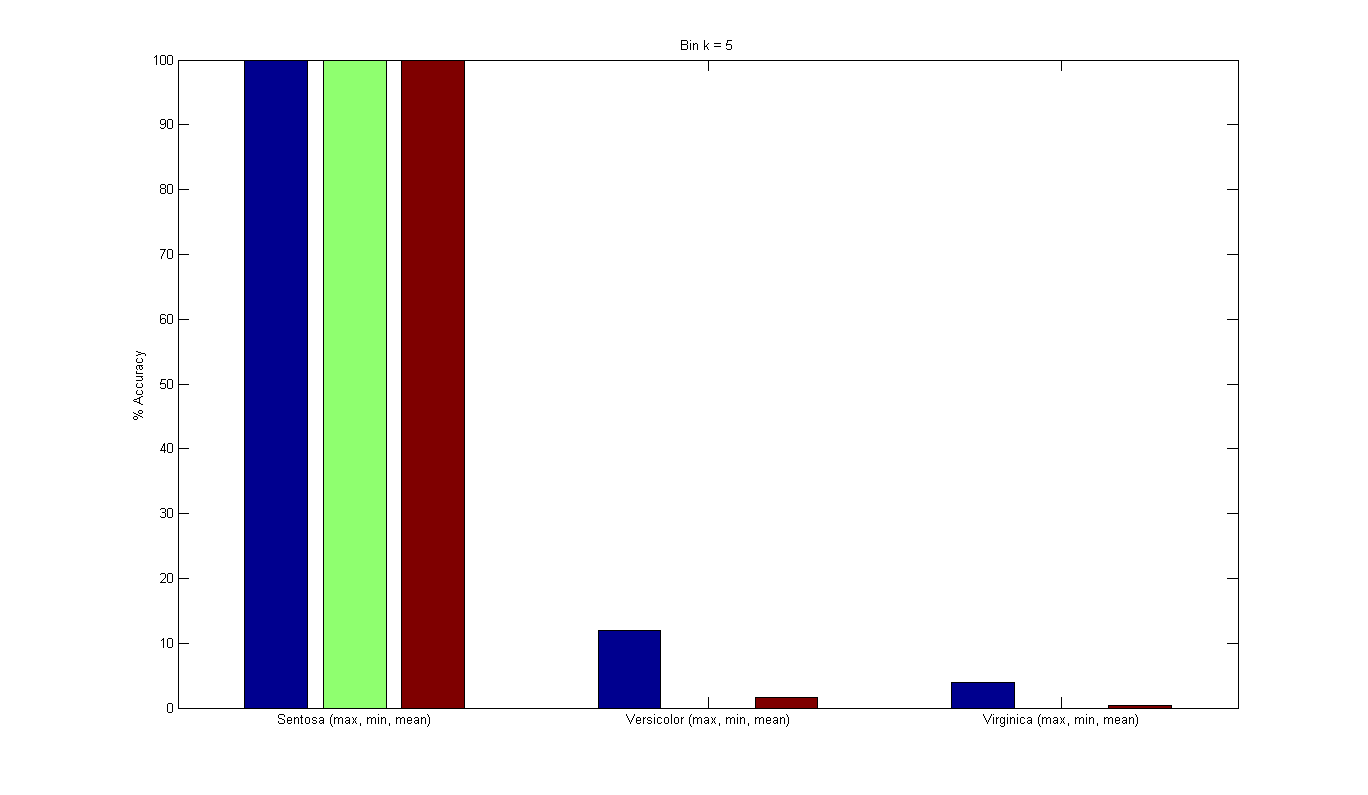 Bin k = 5
100
90
80
70
60
50
40
30
20
10
0
% Accuracy
Sentosa (max, min, mean)
Versicolor (max, min, mean)
Virginica (max, min, mean)